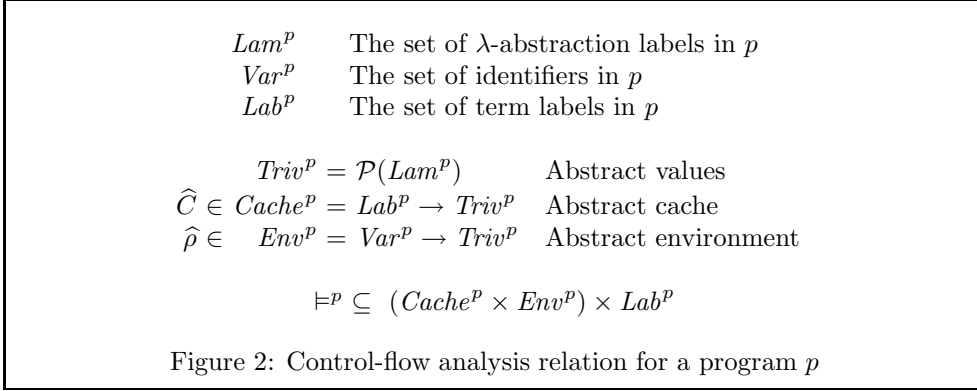 Lam^p The set of λ-abstraction labels in p
Var^p The set of identifiers in p
Lab^p The set of term labels in p
Triv^p = 𝒫(Lam^p) Abstract values
Ĉ ∈ Cache^p = Lab^p → Triv^p Abstract cache
ρ̂ ∈ Env^p = Var^p → Triv^p Abstract environment
⊨^p ⊆ (Cache^p × Env^p) × Lab^p
Figure 2: Control-flow analysis relation for a program p